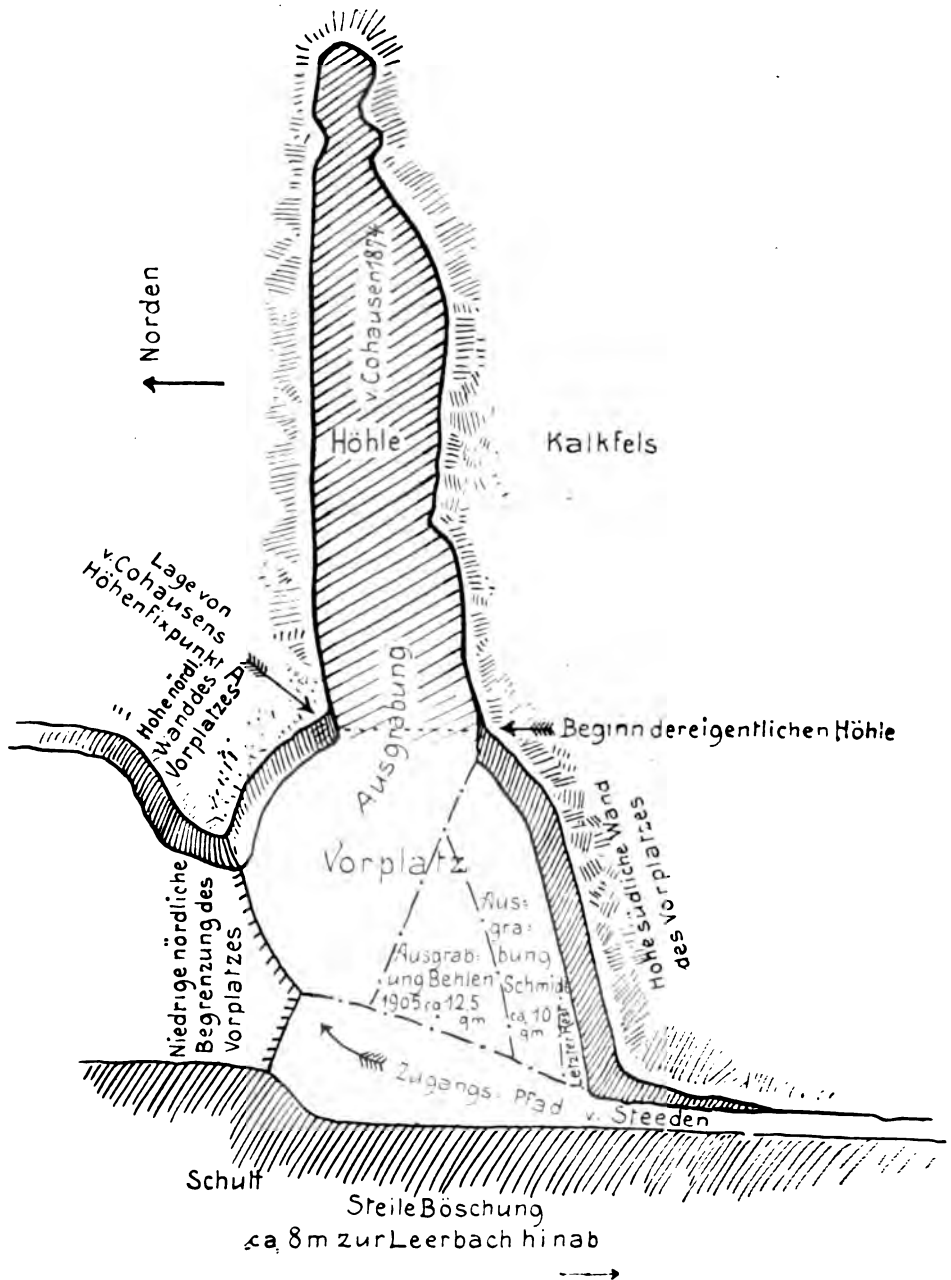 Norden
v. Cohausen 1874
Höhle
Kalkfels
Lage von
v. Cohausens
Höhenfixpunkt A
Hohe nördl.
Wand des
Vorplatzes
Ausgrabung
Beginn der eigentlichen Höhle
Vorplatz
Hohe südliche Wand
des Vorplatzes
Niedrige nördliche
Begrenzung des
Vorplatzes
Ausgrab-
ung Behlen
1905 ca 12,5
qm
Aus-
gra-
bung
Schmidt
ca. 10
qm
Letzter Rest
Zugangs-Pfad v. Steeden
Schutt
Steile Böschung
ca. 8 m zur Leerbach hinab